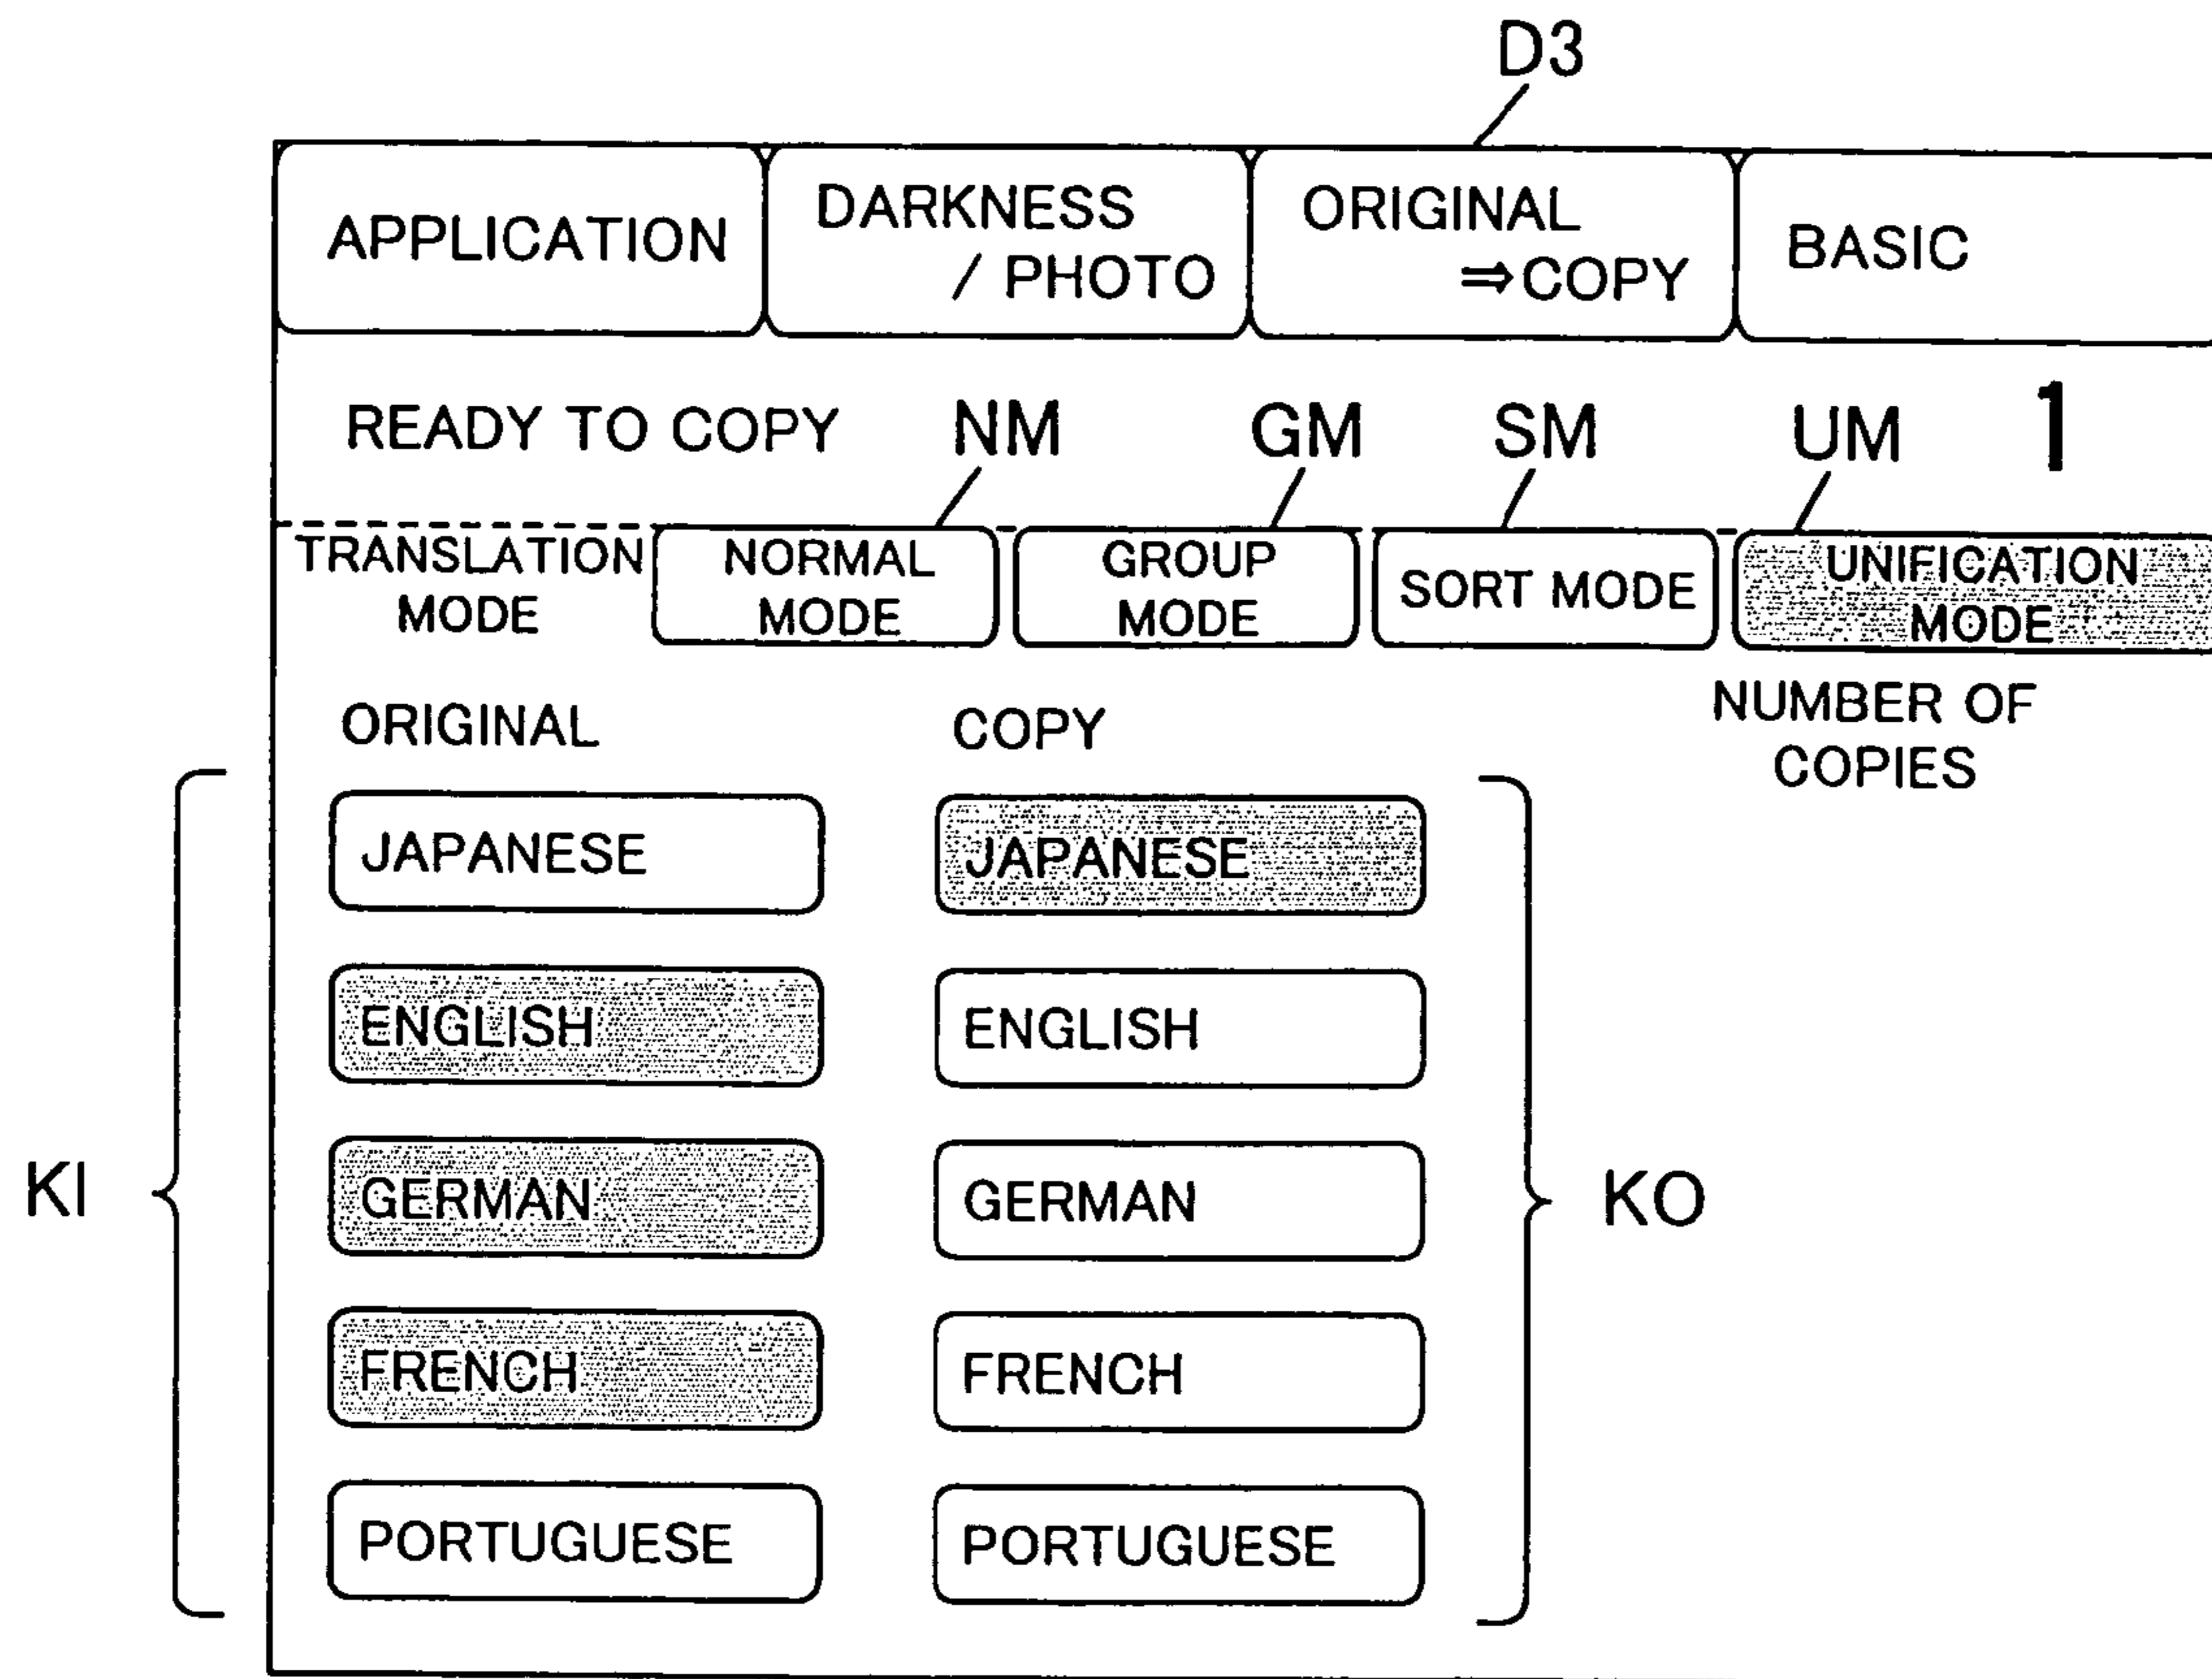 D3
APPLICATION
DARKNESS
/ PHOTO
ORIGINAL
⇒COPY
BASIC
READY TO COPY
NM
GM
SM
UM
1
TRANSLATION
MODE
NORMAL
MODE
GROUP
MODE
SORT MODE
UNIFICATION
MODE
ORIGINAL
COPY
NUMBER OF
COPIES
JAPANESE
JAPANESE
ENGLISH
ENGLISH
KI
GERMAN
GERMAN
KO
FRENCH
FRENCH
PORTUGUESE
PORTUGUESE